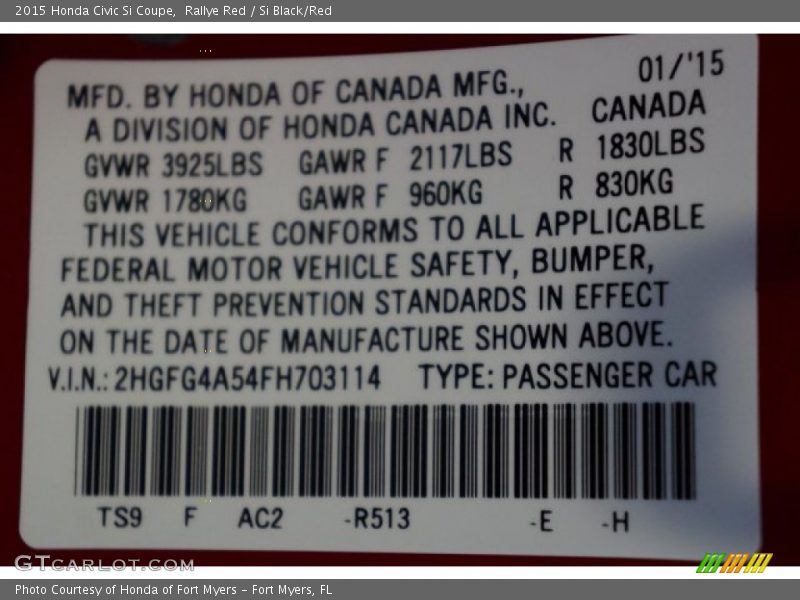 2015 Honda Civic Si Coupe,  Rallye Red / Si Black/Red
01/'15
MFD. BY HONDA OF CANADA MFG.,
A DIVISION OF HONDA CANADA INC. CANADA
GVWR 3925LBS GAWR F 2117LBS R 1830LBS
GVWR 1780KG GAWR F 960KG R 830KG
THIS VEHICLE CONFORMS TO ALL APPLICABLE
FEDERAL MOTOR VEHICLE SAFETY, BUMPER,
AND THEFT PREVENTION STANDARDS IN EFFECT
ON THE DATE OF MANUFACTURE SHOWN ABOVE.
V.I.N.: 2HGFG4A54FH703114 TYPE: PASSENGER CAR
TS9 F AC2 -R513 -E -H
GTCARLOT.COM
Photo Courtesy of Honda of Fort Myers – Fort Myers, FL